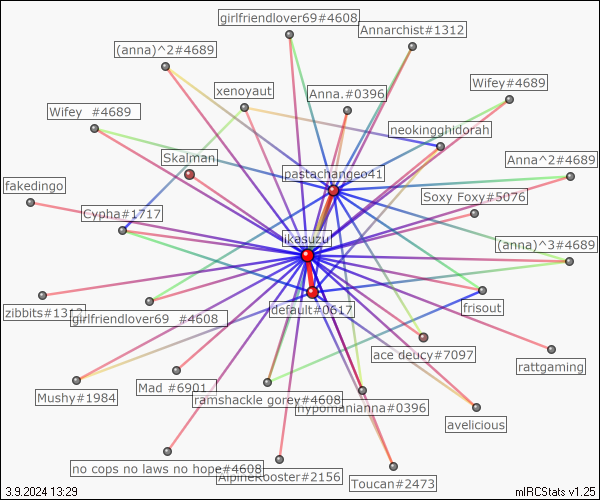 girlfriendlover69#4608
Annarchist#1312
(anna)^2#4689
xenoyaut
Anna.#0396
Wifey#4689
Wifey #4689
neokingghidorah
Skalman
Anna^2#4689
pastachangeo41
fakedingo
Soxy Foxy#5076
Cypha#1717
ikasuzu
(anna)^3#4689
zibbits#1312
default#0617
frisout
girlfriendlover69 #4608
ace deucy#7097
rattgaming
Mad #6901
Mushy#1984
ramshackle gorey#4608
hypomanianna#0396
avelicious
no cops no laws no hope#4608
AlpineRooster#2156
Toucan#2473
3.9.2024 13:29
mIRCStats v1.25